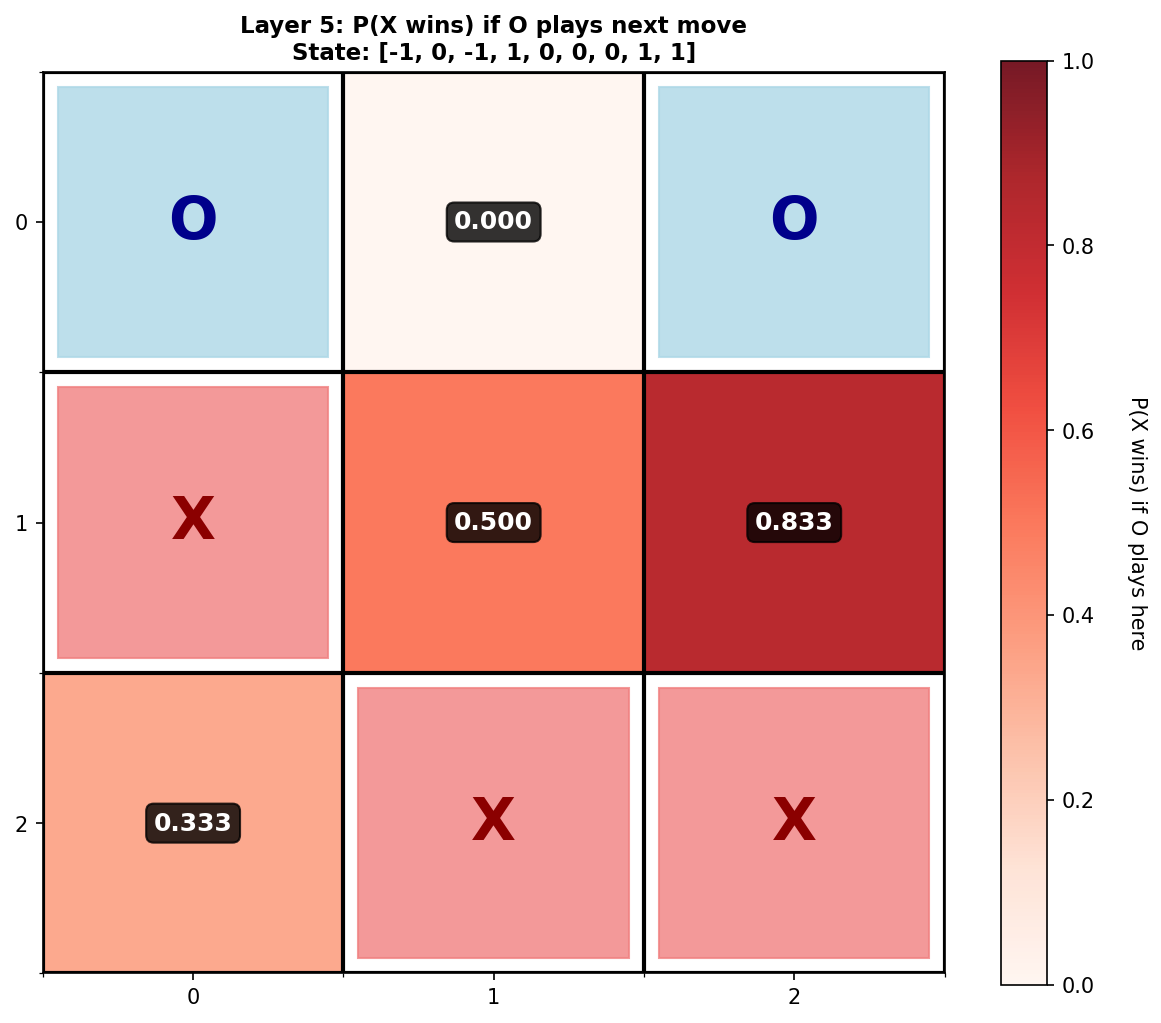 Layer 5: P(X wins) if O plays next move
State: [-1, 0, -1, 1, 0, 0, 0, 1, 1]
0
O
0.000
O
1
X
0.500
0.833
2
0.333
X
X
0
1
2
1.0
0.8
0.6
0.4
0.2
0.0
P(X wins) if O plays here